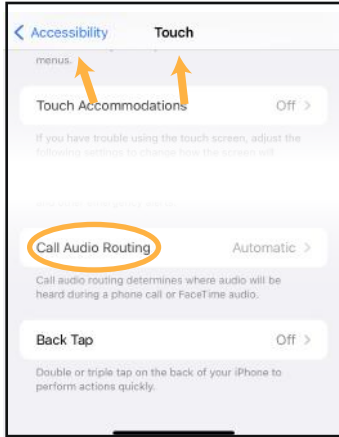 Accessibility
Touch
menus.
Touch Accommodations
Off
If you have trouble using the touch screen, adjust the
following settings to change how the screen will
Call Audio Routing
Automatic
Call audio routing determines where audio will be
heard during a phone call or FaceTime audio.
Back Tap
Off
Double or triple tap on the back of your iPhone to
perform actions quickly.